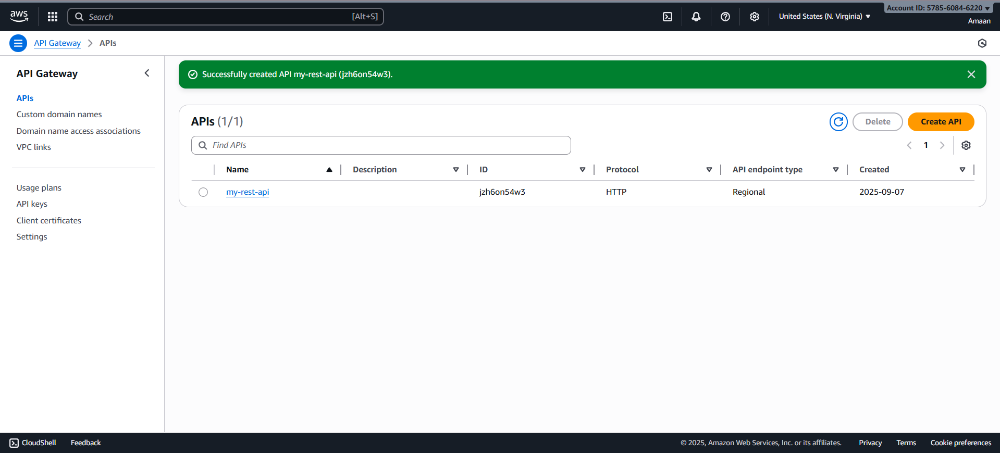 aws
Search
[Alt+S]
United States (N. Virginia)
Account ID: 5785-6084-6220
Amaan
API Gateway
APIs
API Gateway
APIs
Custom domain names
Domain name access associations
VPC links
Usage plans
API keys
Client certificates
Settings
Successfully created API my-rest-api (jzh6on54w3).
APIs (1/1)
Delete
Create API
Find APIs
1
Name Description ID Protocol API endpoint type Created
my-rest-api jzh6on54w3 HTTP Regional 2025-09-07
CloudShell Feedback © 2025, Amazon Web Services, Inc. or its affiliates. Privacy Terms Cookie preferences